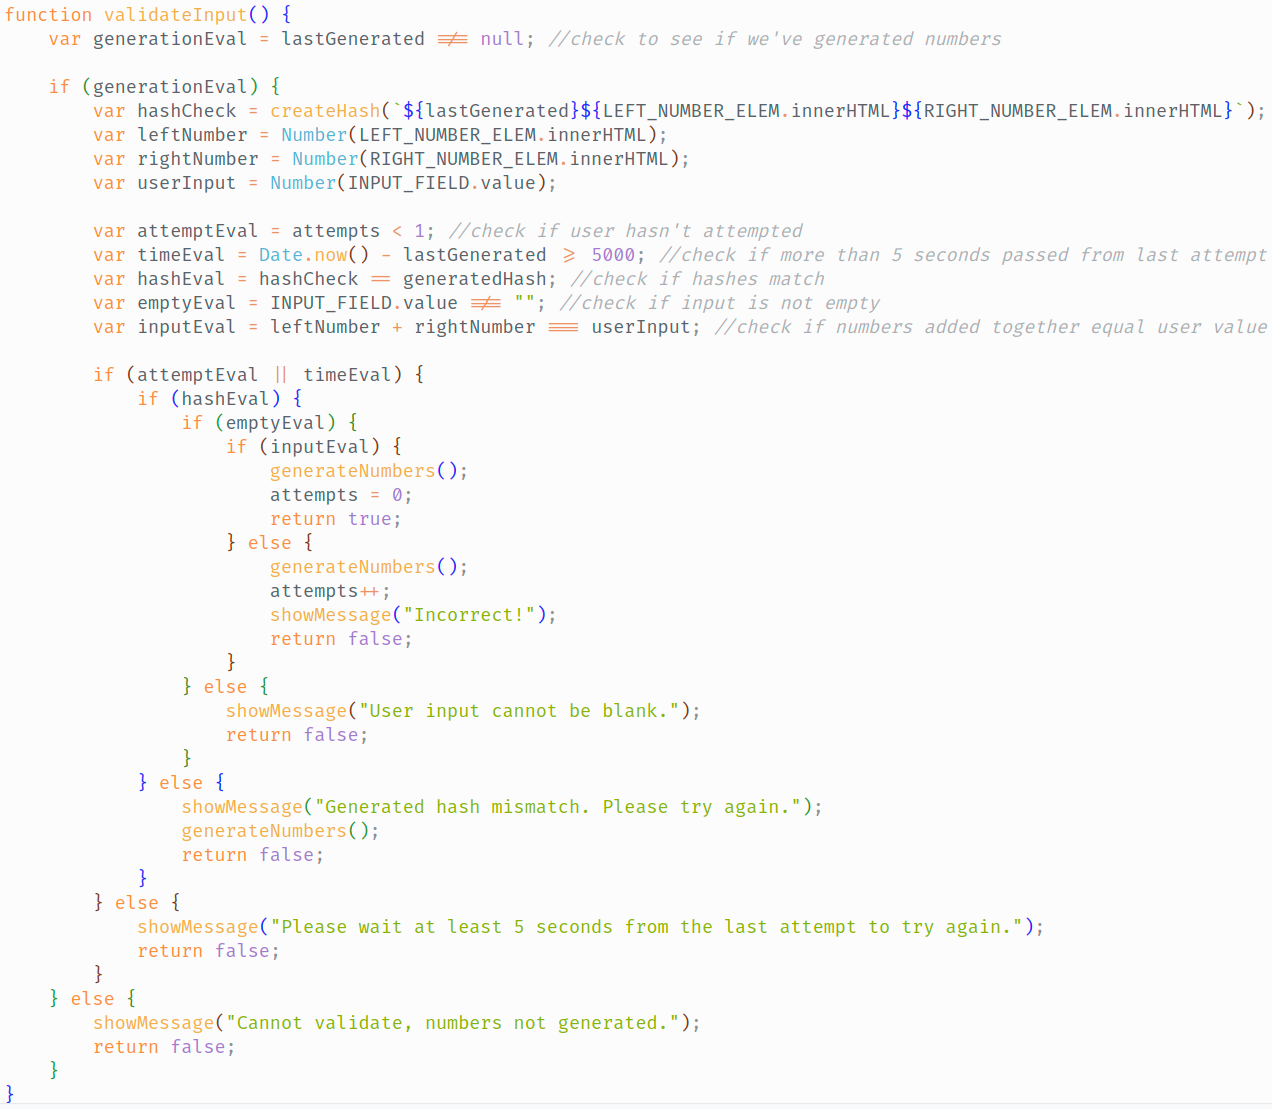 function validateInput() {
    var generationEval = lastGenerated !== null; //check to see if we've generated numbers

    if (generationEval) {
        var hashCheck = createHash(`${lastGenerated}${LEFT_NUMBER_ELEM.innerHTML}${RIGHT_NUMBER_ELEM.innerHTML}`);
        var leftNumber = Number(LEFT_NUMBER_ELEM.innerHTML);
        var rightNumber = Number(RIGHT_NUMBER_ELEM.innerHTML);
        var userInput = Number(INPUT_FIELD.value);

        var attemptEval = attempts < 1; //check if user hasn't attempted
        var timeEval = Date.now() - lastGenerated >= 5000; //check if more than 5 seconds passed from last attempt
        var hashEval = hashCheck == generatedHash; //check if hashes match
        var emptyEval = INPUT_FIELD.value !== ""; //check if input is not empty
        var inputEval = leftNumber + rightNumber === userInput; //check if numbers added together equal user value

        if (attemptEval || timeEval) {
            if (hashEval) {
                if (emptyEval) {
                    if (inputEval) {
                        generateNumbers();
                        attempts = 0;
                        return true;
                    } else {
                        generateNumbers();
                        attempts++;
                        showMessage("Incorrect!");
                        return false;
                    }
                } else {
                    showMessage("User input cannot be blank.");
                    return false;
                }
            } else {
                showMessage("Generated hash mismatch. Please try again.");
                generateNumbers();
                return false;
            }
        } else {
            showMessage("Please wait at least 5 seconds from the last attempt to try again.");
            return false;
        }
    } else {
        showMessage("Cannot validate, numbers not generated.");
        return false;
    }
}